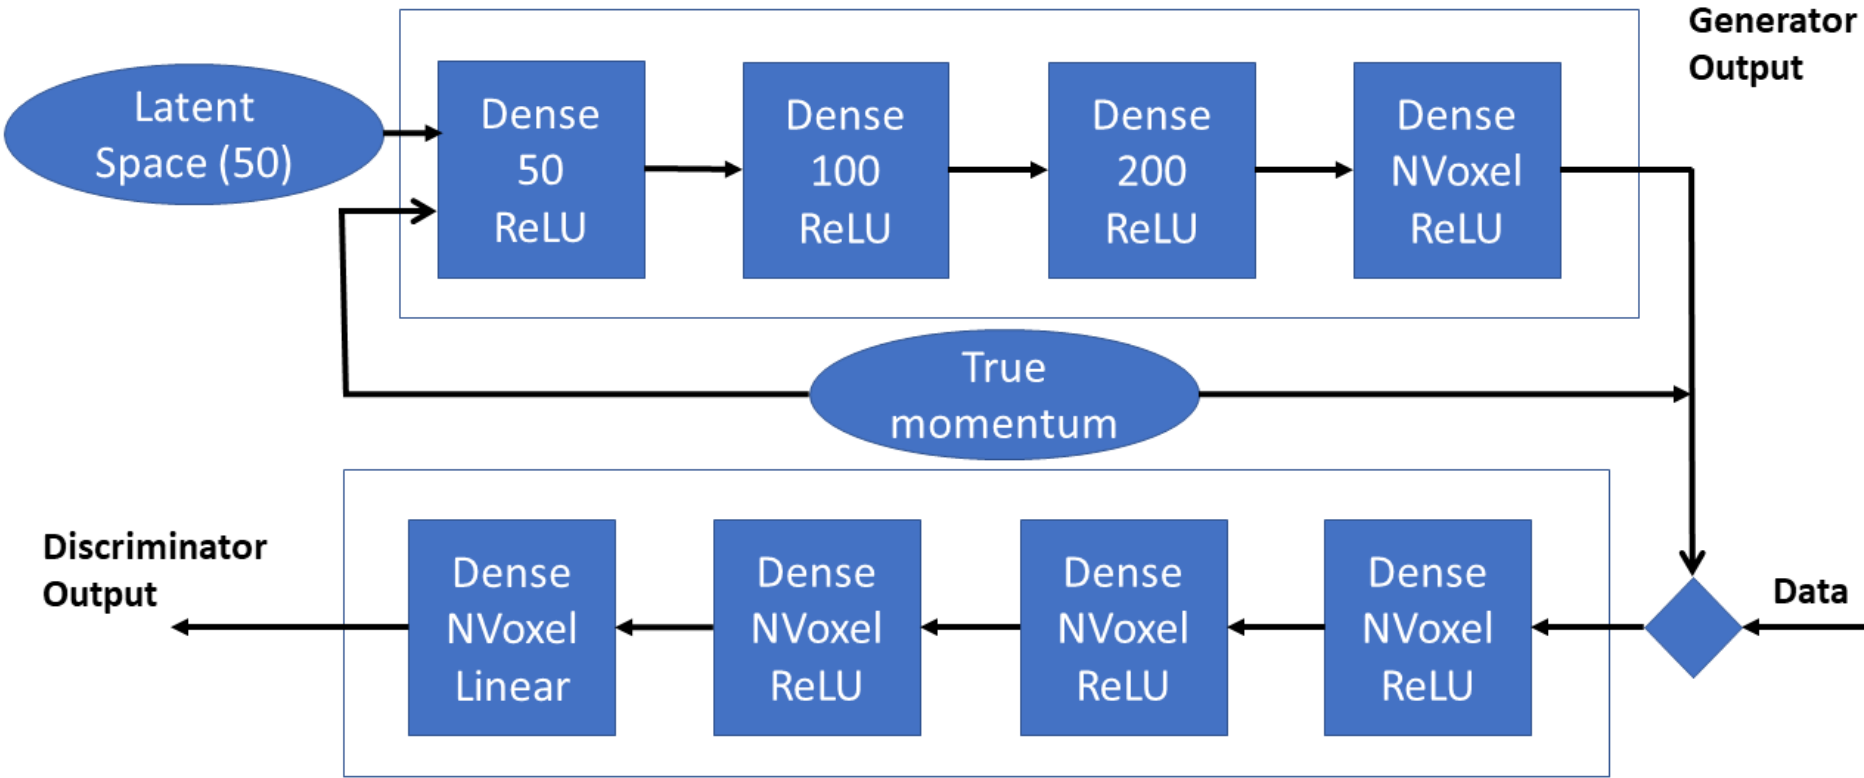 Generator
Output
Latent
Space (50)
Dense
50
ReLU
Dense
100
ReLU
Dense
200
ReLU
Dense
NVoxel
ReLU
True
momentum
Discriminator
Output
Dense
NVoxel
Linear
Dense
NVoxel
ReLU
Dense
NVoxel
ReLU
Dense
NVoxel
ReLU
Data